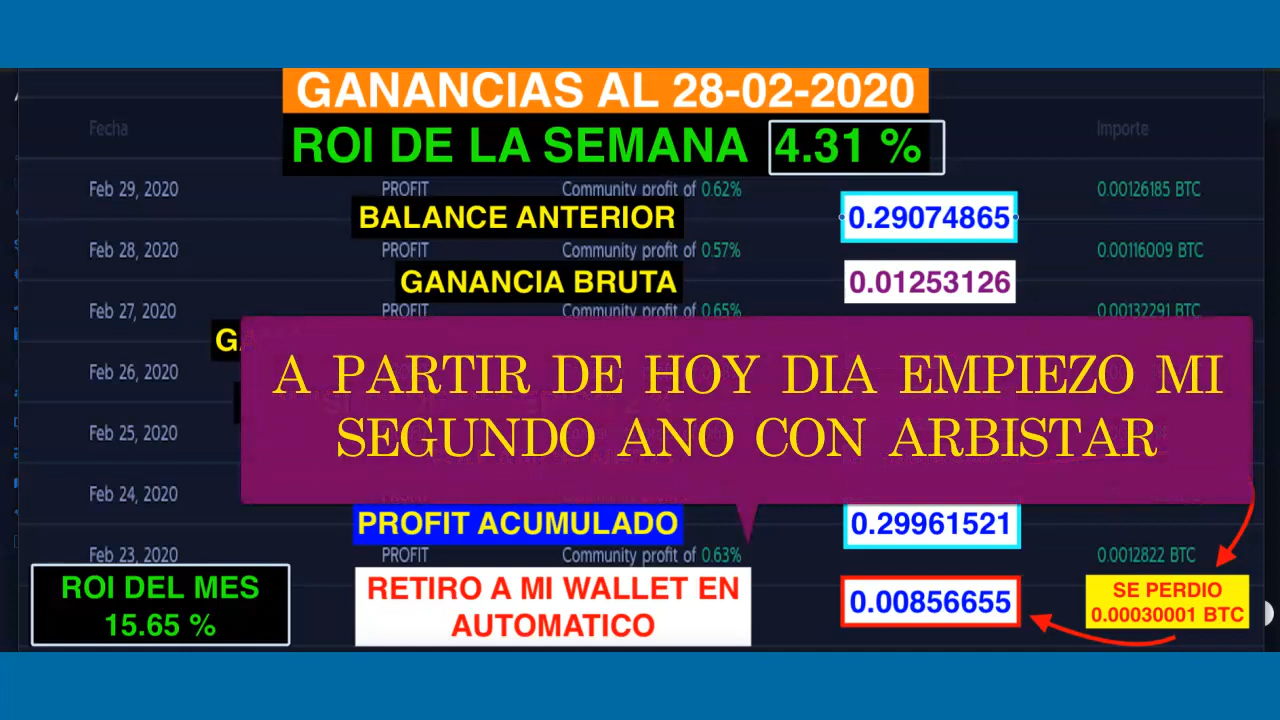 GANANCIAS AL 28-02-2020
Fecha
Importe
ROI DE LA SEMANA 4.31 %
Feb 29, 2020 PROFIT Community profit of 0.62% 0.00126185 BTC
BALANCE ANTERIOR 0.29074865
Feb 28, 2020 PROFIT Community profit of 0.57% 0.00116009 BTC
GANANCIA BRUTA 0.01253126
Feb 27, 2020 PROFIT Community profit of 0.65% 0.00132291 BTC
Feb 26, 2020
A PARTIR DE HOY DIA EMPIEZO MI
SEGUNDO ANO CON ARBISTAR
Feb 25, 2020
Feb 24, 2020
PROFIT ACUMULADO 0.29961521
Feb 23, 2020 PROFIT Community profit of 0.63% 0.0012822 BTC
ROI DEL MES
15.65 %
RETIRO A MI WALLET EN
AUTOMATICO
0.00856655
SE PERDIO
0.00030001 BTC